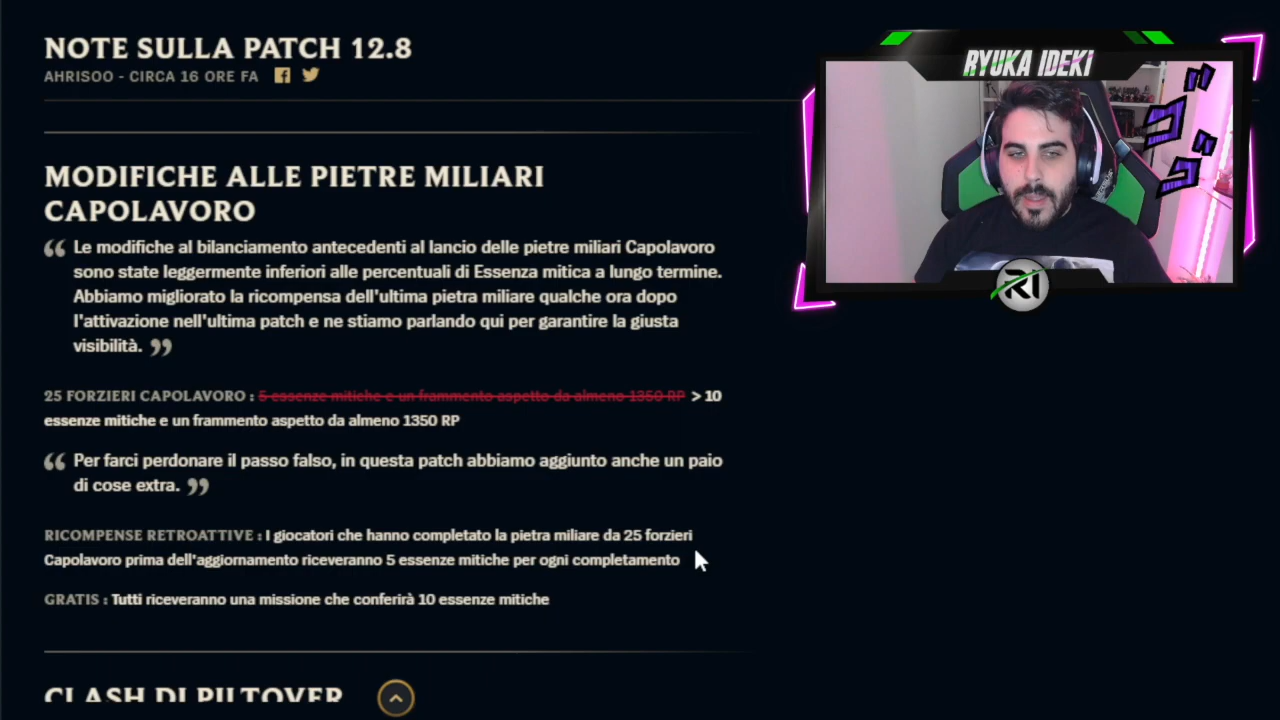 NOTE SULLA PATCH 12.8
AHRISOO - CIRCA 16 ORE FA
RYUKA IDEKI
MODIFICHE ALLE PIETRE MILIARI
CAPOLAVORO
“ Le modifiche al bilanciamento antecedenti al lancio delle pietre miliari Capolavoro
sono state leggermente inferiori alle percentuali di Essenza mitica a lungo termine.
Abbiamo migliorato la ricompensa dell'ultima pietra miliare qualche ora dopo
l'attivazione nell'ultima patch e ne stiamo parlando qui per garantire la giusta
visibilità. ”
RI
25 FORZIERI CAPOLAVORO : 5 essenze mitiche e un frammento aspetto da almeno 1350 RP > 10
essenze mitiche e un frammento aspetto da almeno 1350 RP
“ Per farci perdonare il passo falso, in questa patch abbiamo aggiunto anche un paio
di cose extra. ”
RICOMPENSE RETROATTIVE : I giocatori che hanno completato la pietra miliare da 25 forzieri
Capolavoro prima dell'aggiornamento riceveranno 5 essenze mitiche per ogni completamento
GRATIS : Tutti riceveranno una missione che conferirà 10 essenze mitiche
CLASH DI PILTOVER